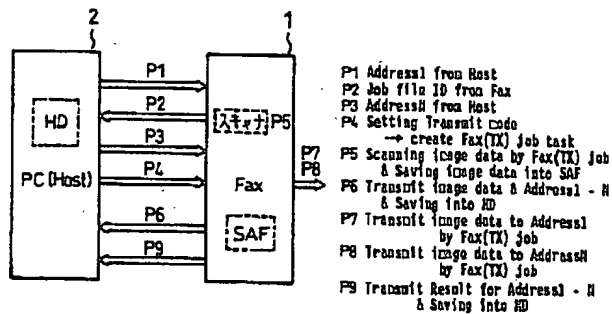 2
1
P1
P2
P3
P4
P6
P9
HD
PC (Host)
スキャナ P5
Fax
SAF
P7
P8
P1 Address1 from Host
P2 Job file ID from Fax
P3 AddressN from Host
P4 Setting Transmit mode
→ create Fax(TX) job task
P5 Scanning image data by Fax(TX) job
& Saving image data into SAF
P6 Transmit image data & Address1 - N
& Saving into HD
P7 Transmit image data to Address1
by Fax(TX) job
P8 Transmit image data to AddressN
by Fax(TX) job
P9 Transmit Result for Address1 - N
& Saving into HD